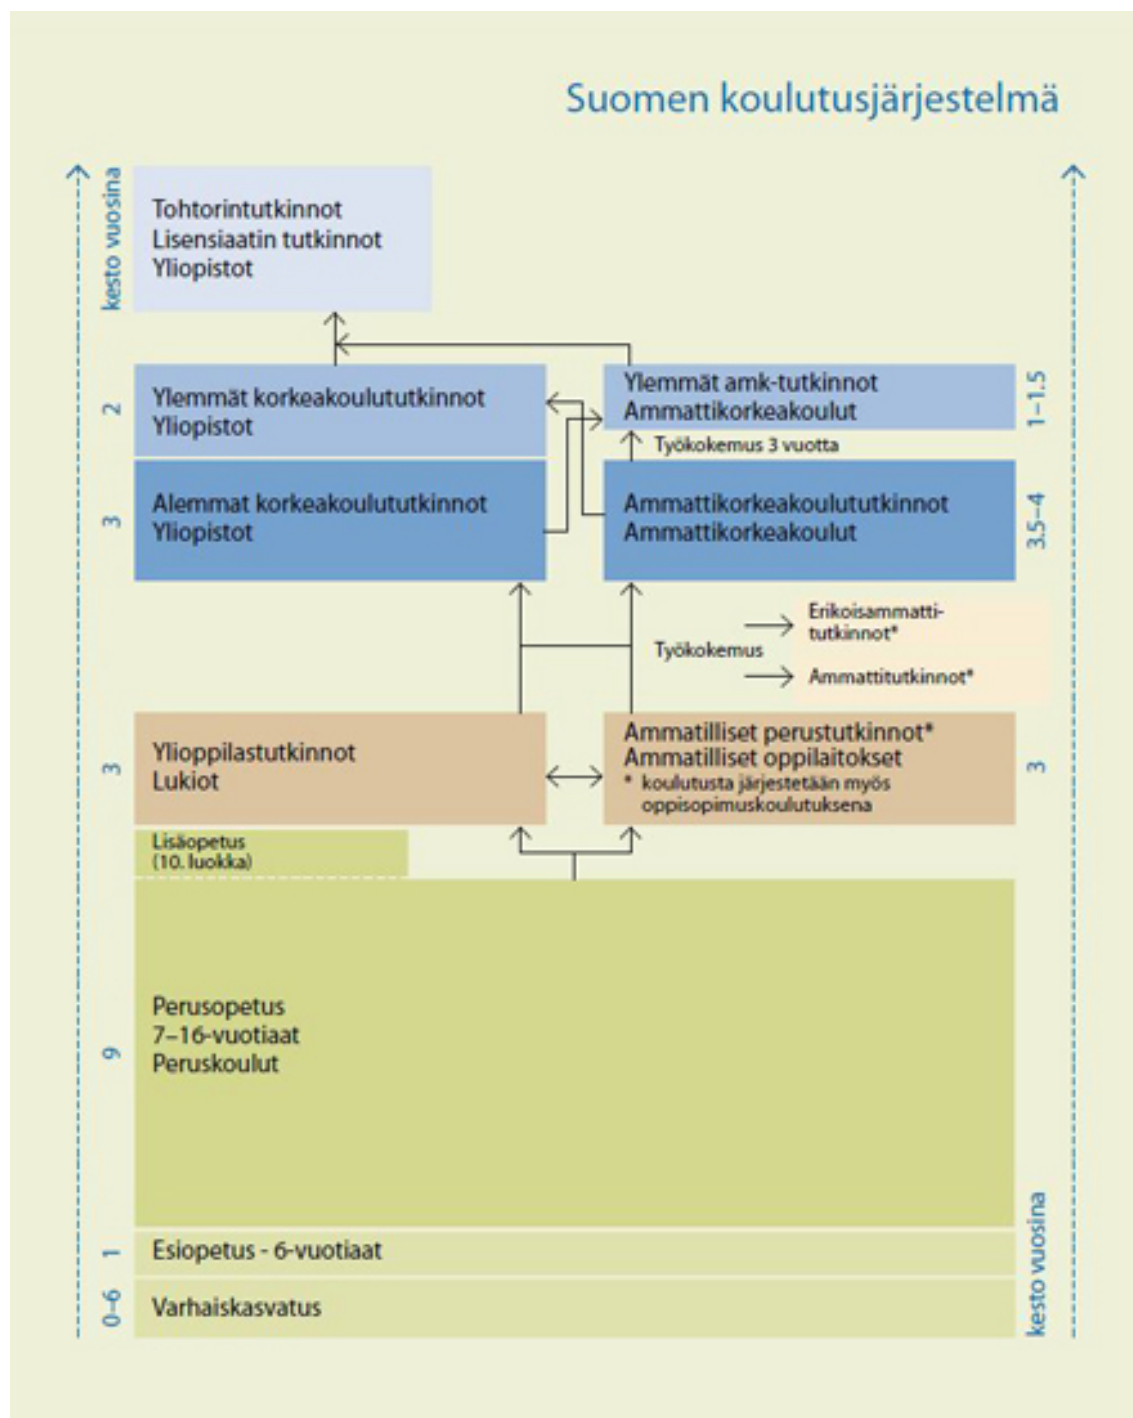 Suomen koulutusjärjestelmä
kesto vuosina
Tohtorintutkinnot
Lisensiaatin tutkinnot
Yliopistot
2
Ylemmät korkeakoulututkinnot
Yliopistot
Ylemmät amk-tutkinnot
Ammattikorkeakoulut
1–1.5
Työkokemus 3 vuotta
3
Alemmat korkeakoulututkinnot
Yliopistot
Ammattikorkeakoulututkinnot
Ammattikorkeakoulut
3.5–4
Työkokemus
Erikoisammatti-
tutkinnot*
Ammattitutkinnot*
3
Ylioppilastutkinnot
Lukiot
Ammatilliset perustutkinnot*
Ammatilliset oppilaitokset
* koulutusta järjestetään myös
oppisopimuskoulutuksena
3
Lisäopetus
(10. luokka)
9
Perusopetus
7–16-vuotiaat
Peruskoulut
1
Esiopetus - 6-vuotiaat
0–6
Varhaiskasvatus
kesto vuosina